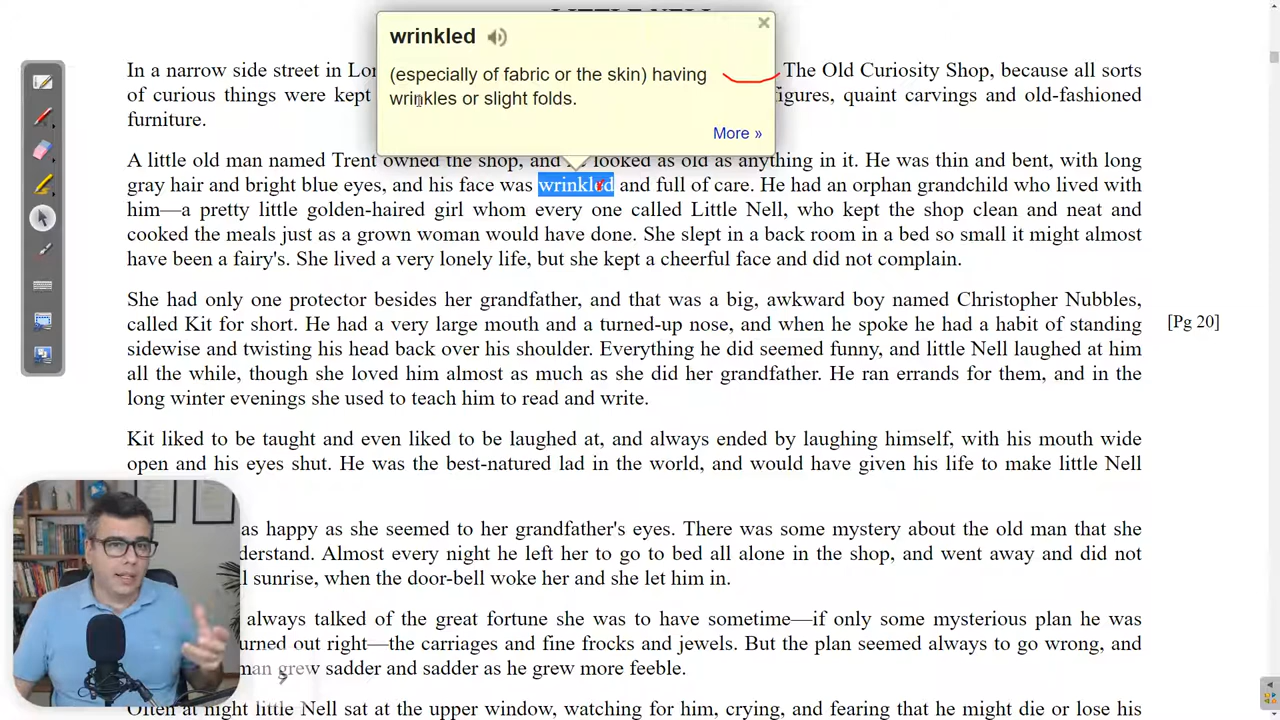 wrinkled
(especially of fabric or the skin) having
wrinkles or slight folds.
More »
In a narrow side street in Lon The Old Curiosity Shop, because all sorts
of curious things were kept figures, quaint carvings and old-fashioned
furniture.
A little old man named Trent owned the shop, and he looked as old as anything in it. He was thin and bent, with long
gray hair and bright blue eyes, and his face was wrinkled and full of care. He had an orphan grandchild who lived with
him—a pretty little golden-haired girl whom every one called Little Nell, who kept the shop clean and neat and
cooked the meals just as a grown woman would have done. She slept in a back room in a bed so small it might almost
have been a fairy's. She lived a very lonely life, but she kept a cheerful face and did not complain.
She had only one protector besides her grandfather, and that was a big, awkward boy named Christopher Nubbles,
called Kit for short. He had a very large mouth and a turned-up nose, and when he spoke he had a habit of standing
sidewise and twisting his head back over his shoulder. Everything he did seemed funny, and little Nell laughed at him
all the while, though she loved him almost as much as she did her grandfather. He ran errands for them, and in the
long winter evenings she used to teach him to read and write.
[Pg 20]
Kit liked to be taught and even liked to be laughed at, and always ended by laughing himself, with his mouth wide
open and his eyes shut. He was the best-natured lad in the world, and would have given his life to make little Nell
as happy as she seemed to her grandfather's eyes. There was some mystery about the old man that she
derstand. Almost every night he left her to go to bed all alone in the shop, and went away and did not
l sunrise, when the door-bell woke her and she let him in.
always talked of the great fortune she was to have sometime—if only some mysterious plan he was
urned out right—the carriages and fine frocks and jewels. But the plan seemed always to go wrong, and
man grew sadder and sadder as he grew more feeble.
Often at night little Nell sat at the upper window, watching for him, crying, and fearing that he might die or lose his